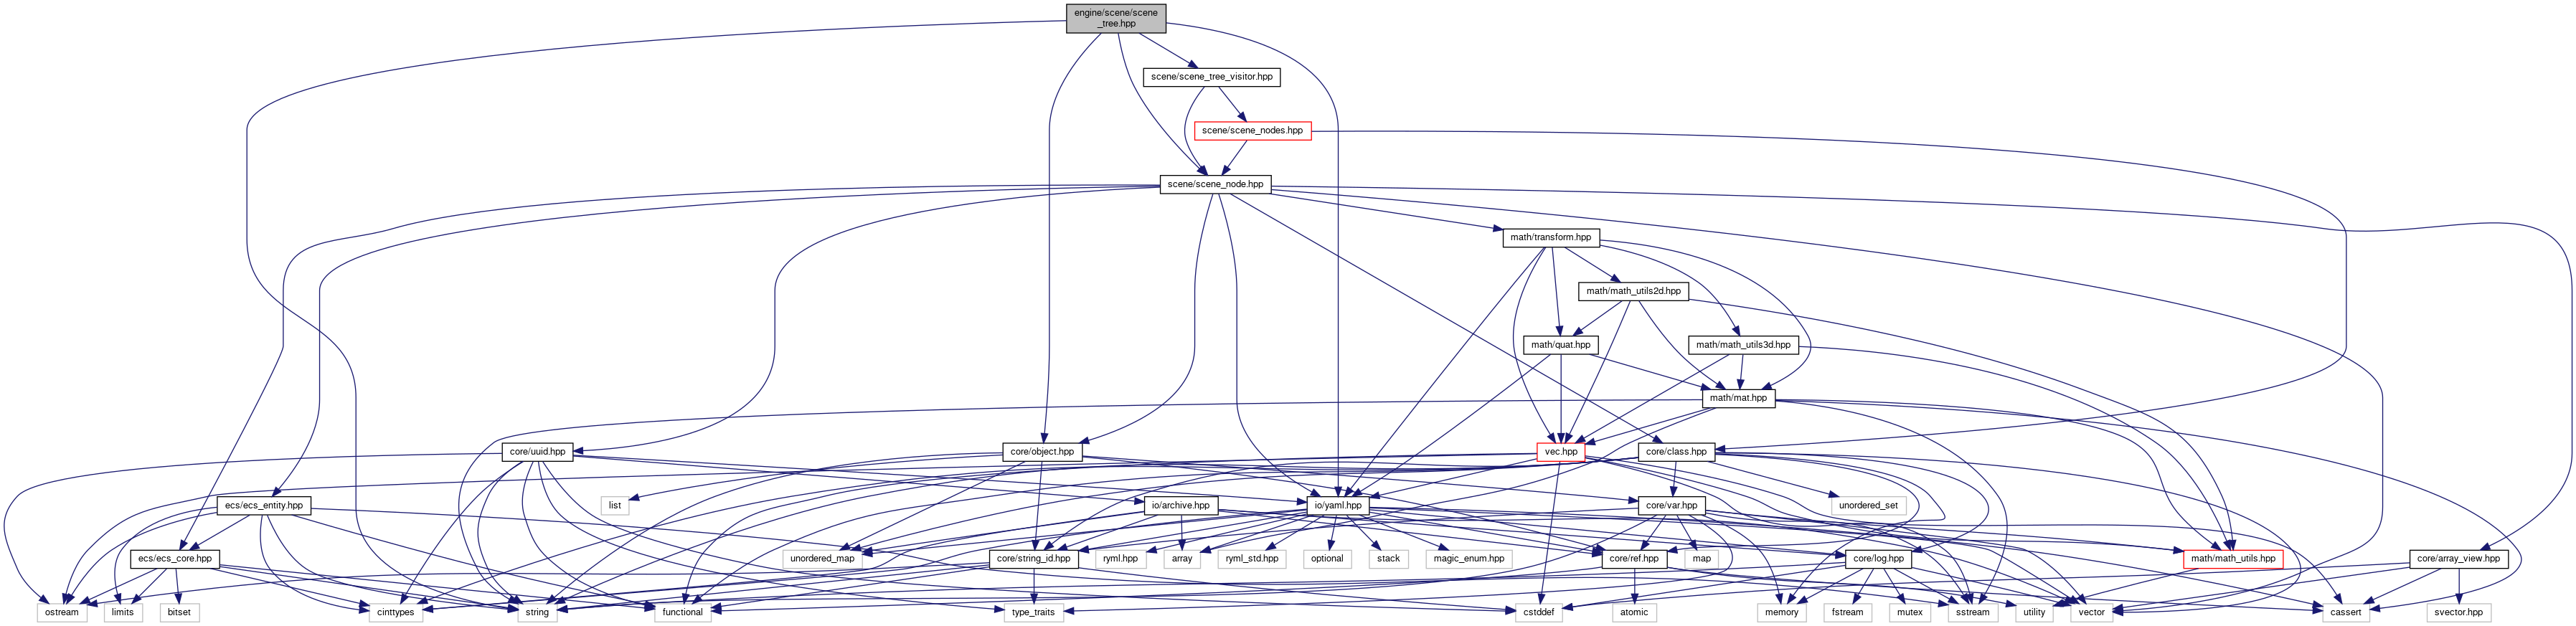 engine/scene/scene
_tree.hpp
scene/scene_tree_visitor.hpp
scene/scene_nodes.hpp
scene/scene_node.hpp
math/transform.hpp
math/math_utils2d.hpp
math/quat.hpp
math/math_utils3d.hpp
math/mat.hpp
core/uuid.hpp
core/object.hpp
vec.hpp
core/class.hpp
ecs/ecs_entity.hpp
list
io/archive.hpp
io/yaml.hpp
core/var.hpp
unordered_set
ecs/ecs_core.hpp
unordered_map
core/string_id.hpp
ryml.hpp
array
ryml_std.hpp
optional
stack
magic_enum.hpp
core/ref.hpp
map
core/log.hpp
math/math_utils.hpp
core/array_view.hpp
ostream
limits
bitset
cinttypes
string
functional
type_traits
cstddef
atomic
memory
fstream
mutex
sstream
utility
vector
cassert
svector.hpp